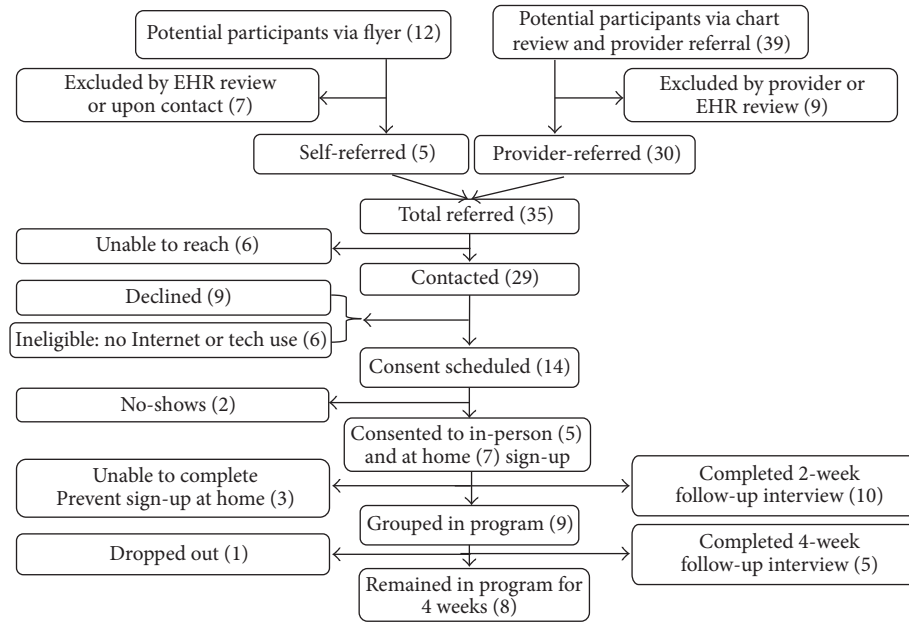 Potential participants via flyer (12)
Potential participants via chart
review and provider referral (39)
Excluded by EHR review
or upon contact (7)
Excluded by provider or
EHR review (9)
Self-referred (5)
Provider-referred (30)
Total referred (35)
Unable to reach (6)
Contacted (29)
Declined (9)
Ineligible: no Internet or tech use (6)
Consent scheduled (14)
No-shows (2)
Consented to in-person (5)
and at home (7) sign-up
Unable to complete
Prevent sign-up at home (3)
Completed 2-week
follow-up interview (10)
Grouped in program (9)
Dropped out (1)
Completed 4-week
follow-up interview (5)
Remained in program for
4 weeks (8)